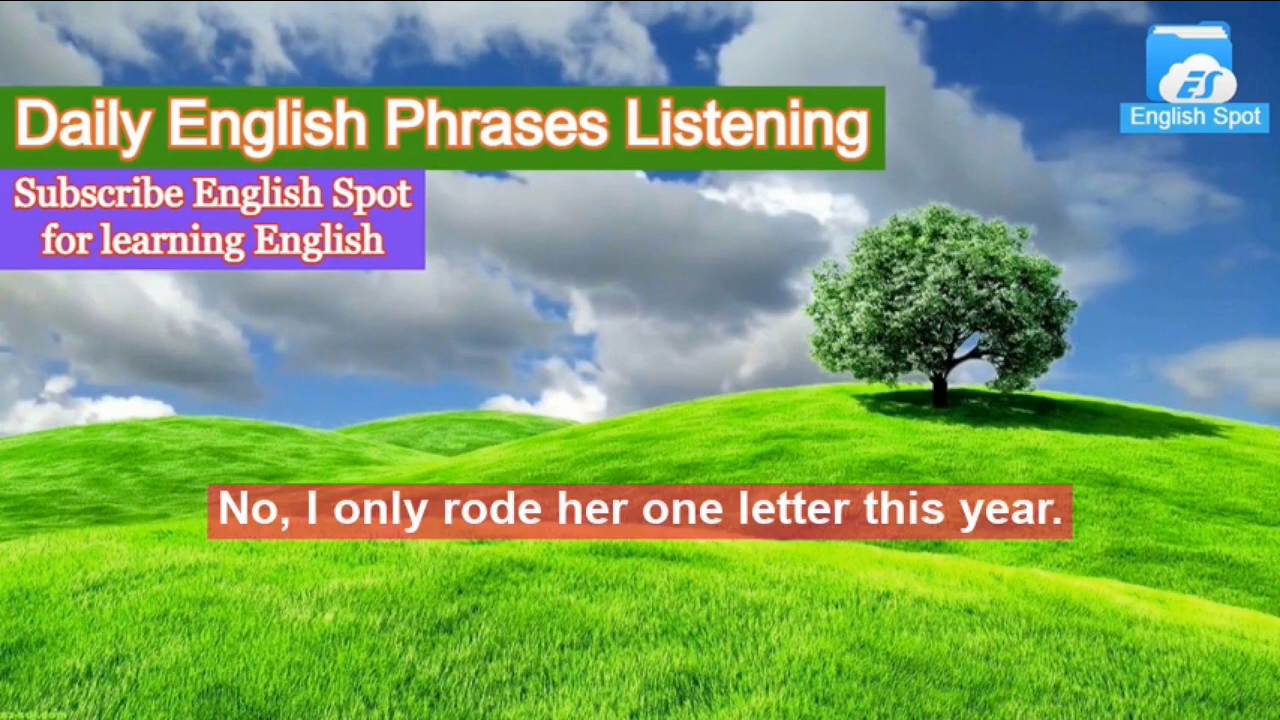 Daily English Phrases Listening
Subscribe English Spot
for learning English
ES
English Spot
No, I only rode her one letter this year.